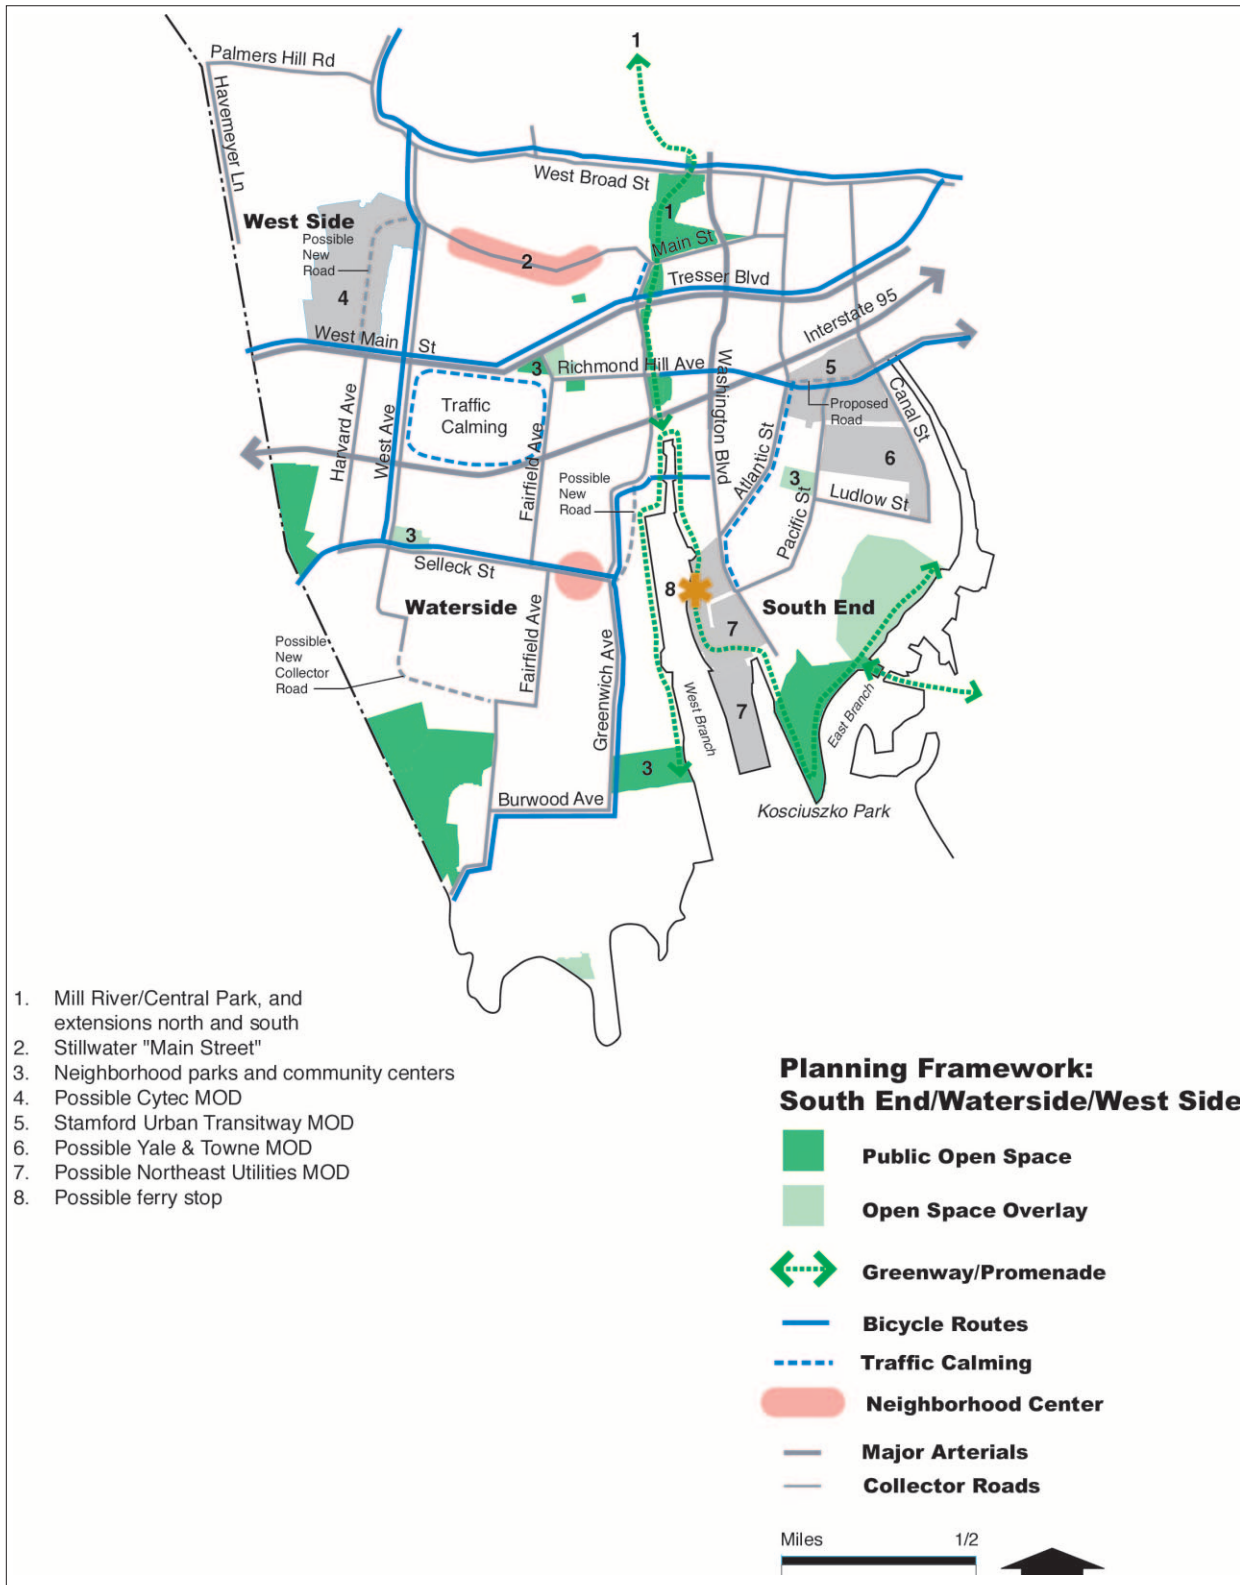 1
Palmers Hill Rd
Havemeyer Ln
West Broad St
West Side
1
Possible
New
Road
Main St
2
Tresser Blvd
4
Interstate 95
West Main St
3
Richmond Hill Ave
5
Washington Blvd
Canal St
Proposed
Road
Traffic
Calming
Harvard Ave
West Ave
Fairfield Ave
Atlantic St
6
Possible
New
Road
3
Ludlow St
Pacific St
3
Selleck St
8
Waterside
South End
Fairfield Ave
7
Possible
New
Collector
Road
Greenwich Ave
West Branch
7
East Branch
3
Burwood Ave
Kosciuszko Park
1. Mill River/Central Park, and
extensions north and south
2. Stillwater "Main Street"
3. Neighborhood parks and community centers
4. Possible Cytec MOD
5. Stamford Urban Transitway MOD
6. Possible Yale & Towne MOD
7. Possible Northeast Utilities MOD
8. Possible ferry stop
Planning Framework:
South End/Waterside/West Side
Public Open Space
Open Space Overlay
Greenway/Promenade
Bicycle Routes
Traffic Calming
Neighborhood Center
Major Arterials
Collector Roads
Miles 1/2